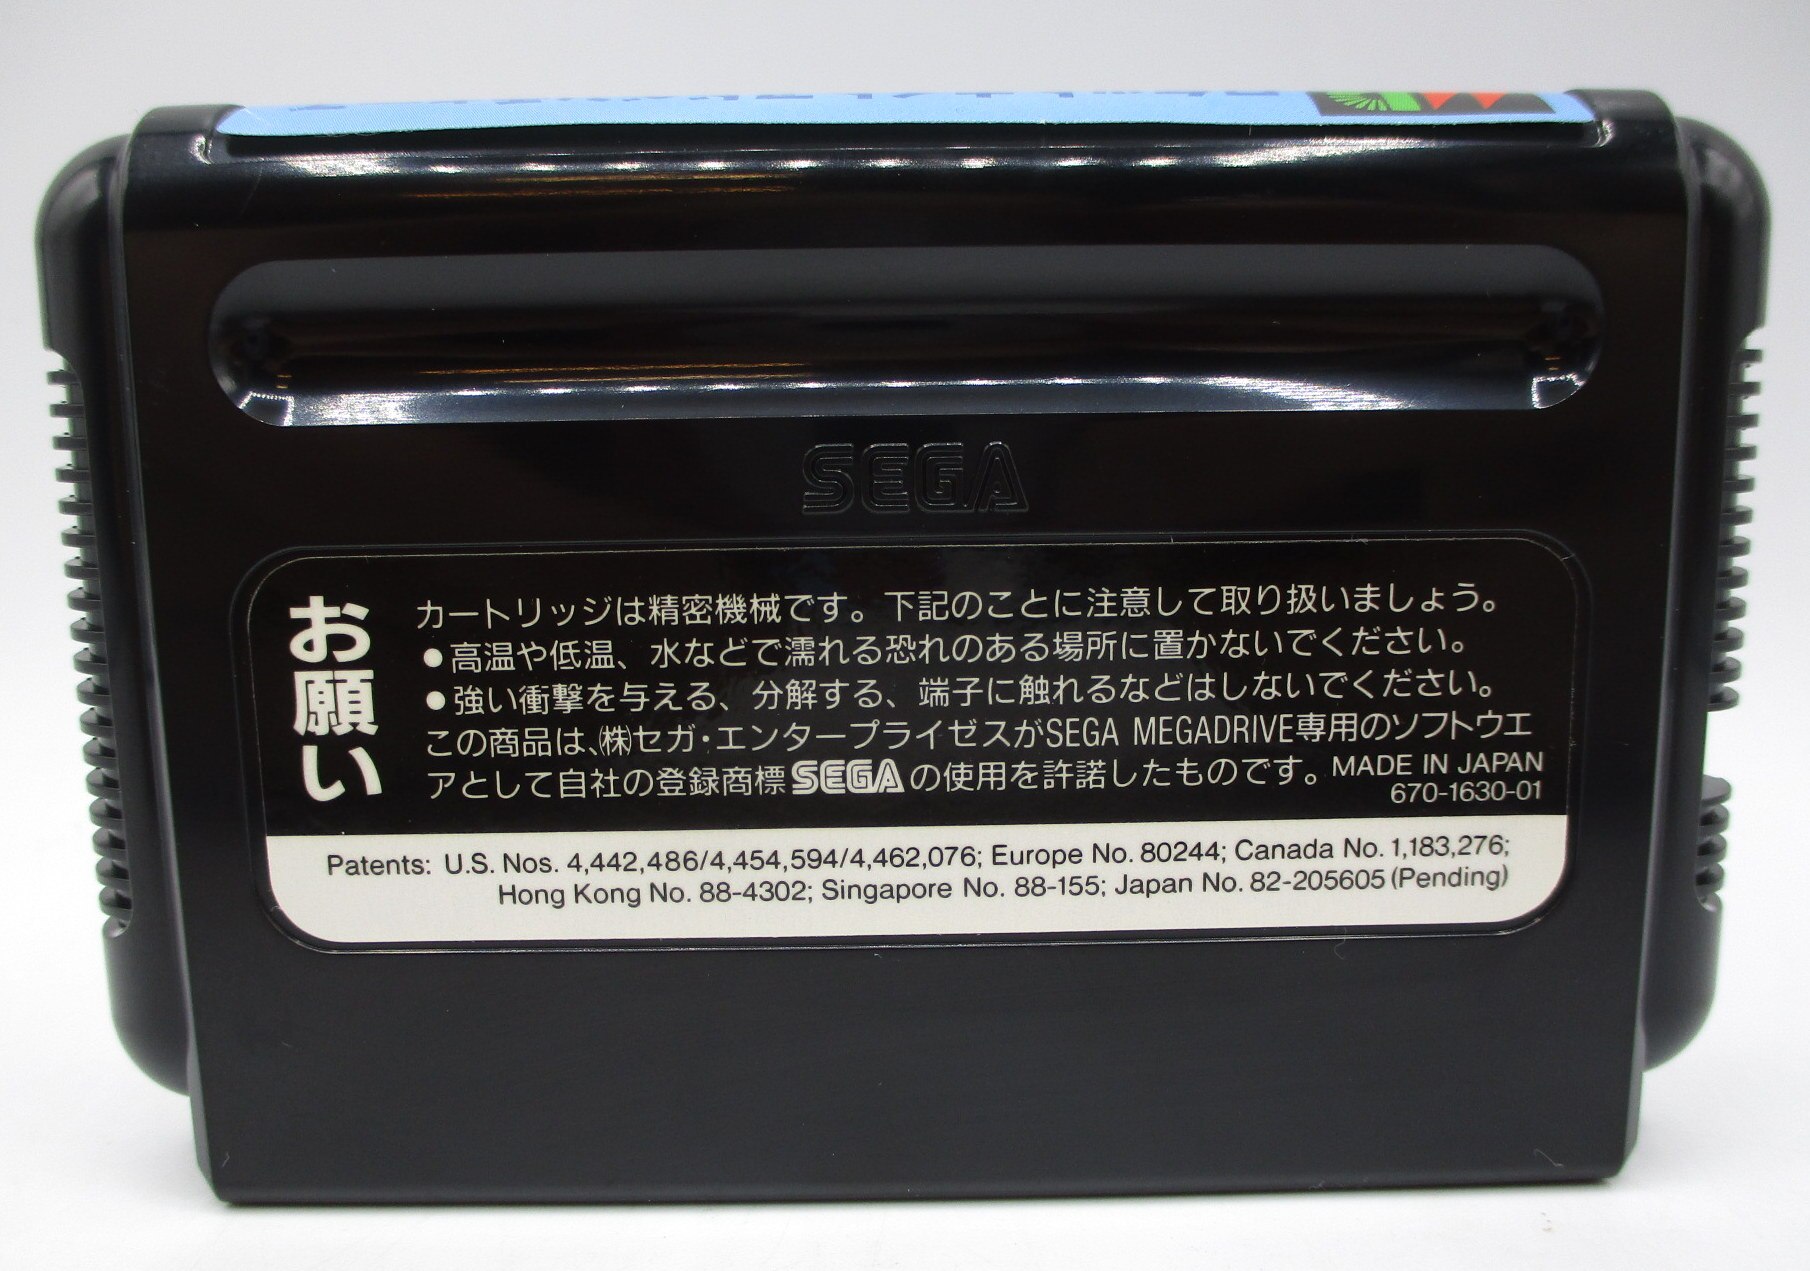 SEGA
お願い
カートリッジは精密機械です。下記のことに注意して取り扱いましょう。
●高温や低温、水などで濡れる恐れのある場所に置かないでください。
●強い衝撃を与える、分解する、端子に触れるなどはしないでください。
この商品は、㈱セガ・エンタープライゼスがSEGA MEGADRIVE専用のソフトウエ
アとして自社の登録商標SEGAの使用を許諾したものです。MADE IN JAPAN
670-1630-01
Patents: U.S. Nos. 4,442,486/4,454,594/4,462,076; Europe No. 80244; Canada No. 1,183,276;
Hong Kong No. 88-4302; Singapore No. 88-155; Japan No. 82-205605 (Pending)